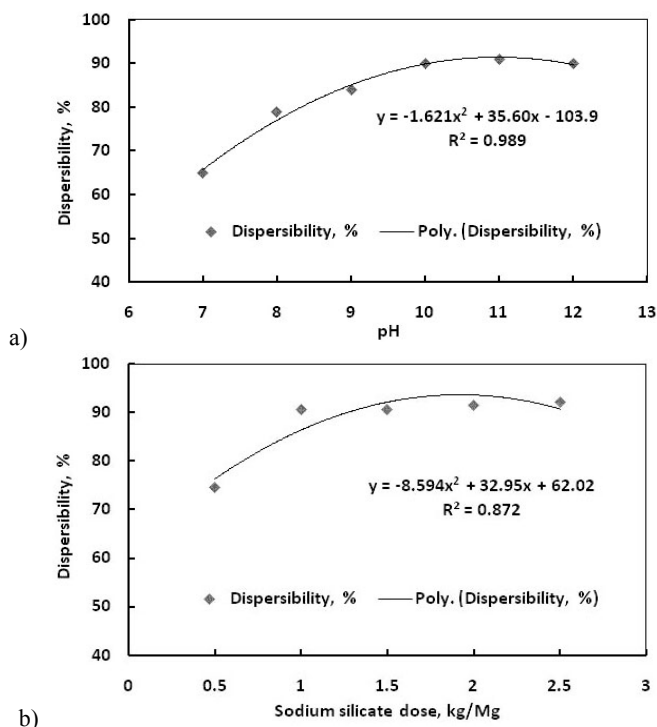 100
90
80
70
60
50
40
Dispersibility, %
y = -1.621x² + 35.60x - 103.9
R² = 0.989
Dispersibility, % Poly. (Dispersibility, %)
6 7 8 9 10 11 12 13
pH
a)
100
90
80
70
60
50
40
Dispersibility, %
y = -8.594x² + 32.95x + 62.02
R² = 0.872
Dispersibility, % Poly. (Dispersibility, %)
0 0.5 1 1.5 2 2.5 3
Sodium silicate dose, kg/Mg
b)